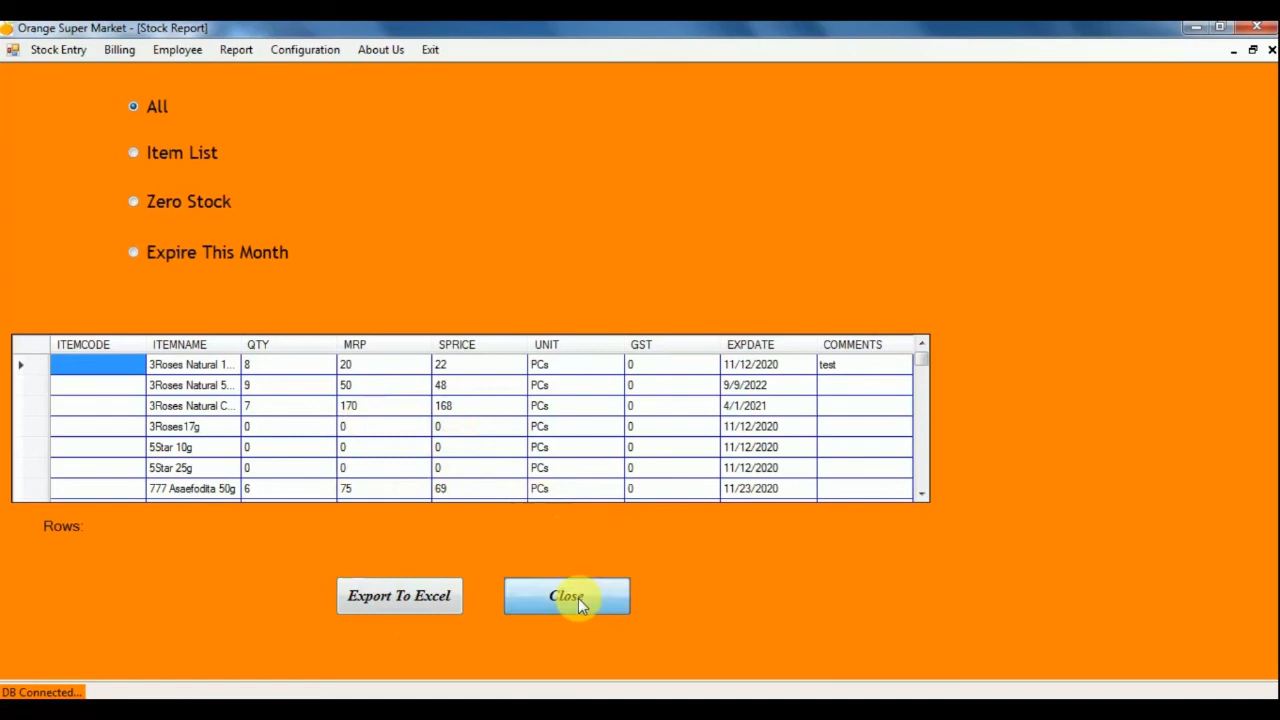 Orange Super Market - [Stock Report]
Stock Entry Billing Employee Report Configuration About Us Exit
All
Item List
Zero Stock
Expire This Month
ITEMCODE ITEMNAME QTY MRP SPRICE UNIT GST EXPDATE COMMENTS
3Roses Natural 1... 8 20 22 PCs 0 11/12/2020 test
3Roses Natural 5... 9 50 48 PCs 0 9/9/2022
3Roses Natural C... 7 170 168 PCs 0 4/1/2021
3Roses17g 0 0 0 PCs 0 11/12/2020
5Star 10g 0 0 0 PCs 0 11/12/2020
5Star 25g 0 0 0 PCs 0 11/12/2020
777 Asaefodita 50g 6 75 69 PCs 0 11/23/2020
Rows:
Export To Excel Close
DB Connected...